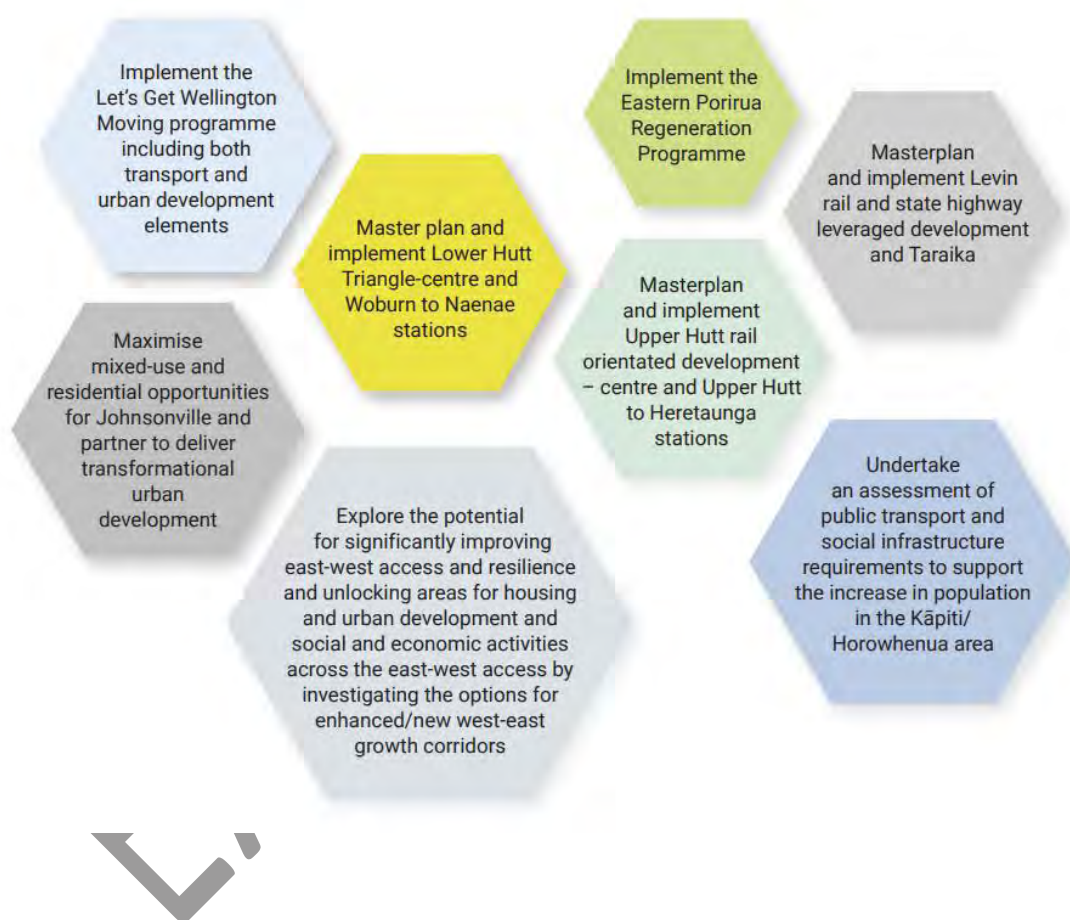 Implement the
Let's Get Wellington
Moving programme
including both
transport and
urban development
elements
Implement the
Eastern Porirua
Regeneration
Programme
Masterplan
and implement Levin
rail and state highway
leveraged development
and Taraika
Master plan and
implement Lower Hutt
Triangle-centre and
Woburn to Naenae
stations
Masterplan
and implement
Upper Hutt rail
orientated development
– centre and Upper Hutt
to Heretaunga
stations
Maximise
mixed-use and
residential opportunities
for Johnsonville and
partner to deliver
transformational
urban
development
Explore the potential
for significantly improving
east-west access and resilience
and unlocking areas for housing
and urban development and
social and economic activities
across the east-west access by
investigating the options for
enhanced/new west-east
growth corridors
Undertake
an assessment of
public transport and
social infrastructure
requirements to support
the increase in population
in the Kāpiti/
Horowhenua area